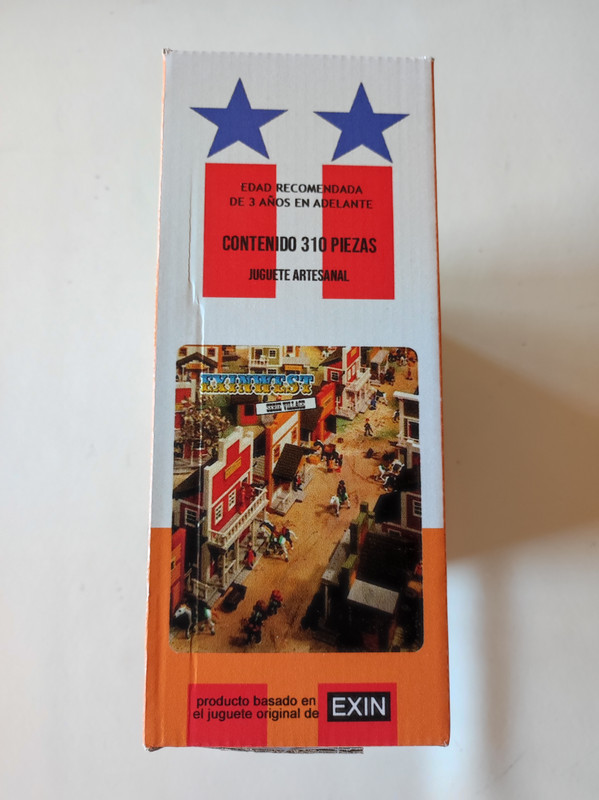 EDAD RECOMENDADA
DE 3 AÑOS EN ADELANTE
CONTENIDO 310 PIEZAS
JUGUETE ARTESANAL
EXINWEST
producto basado en
el juguete original de
EXIN